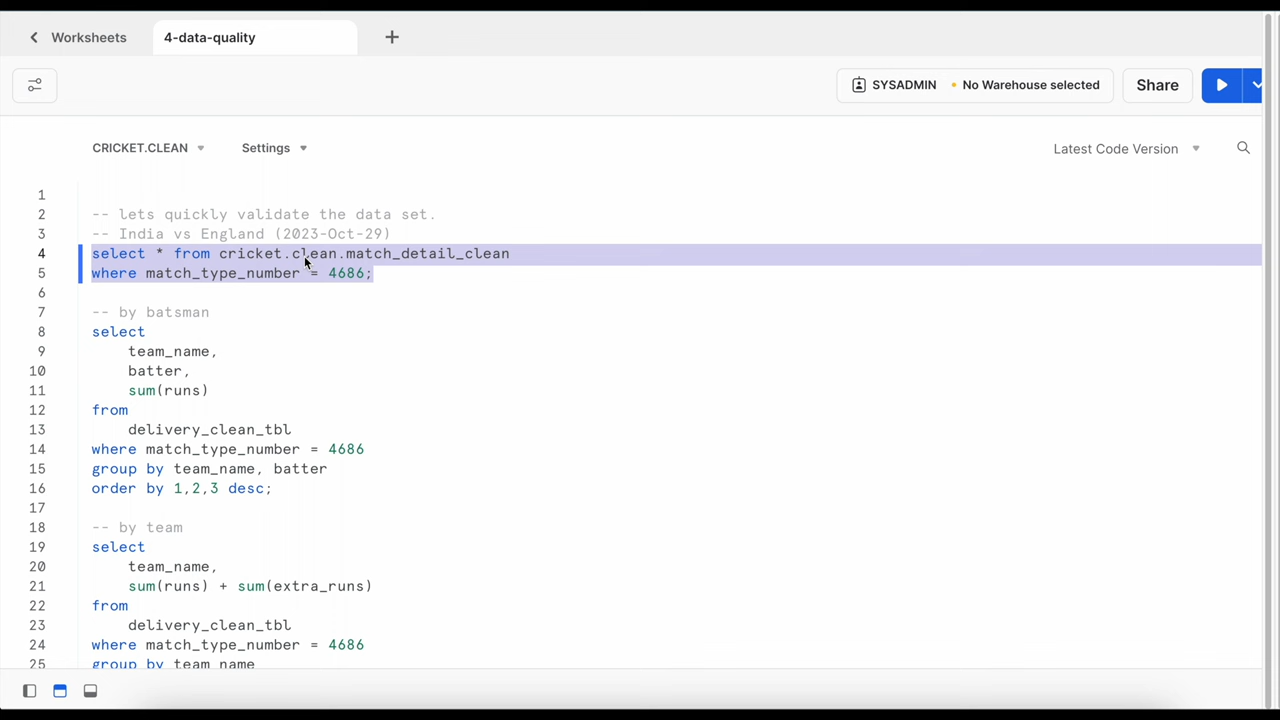 Worksheets
4-data-quality
+
SYSADMIN
No Warehouse selected
Share
CRICKET.CLEAN
Settings
Latest Code Version
1
2 -- lets quickly validate the data set.
3 -- India vs England (2023-Oct-29)
4 select * from cricket.clean.match_detail_clean
5 where match_type_number = 4686;
6
7 -- by batsman
8 select
9 team_name,
10 batter,
11 sum(runs)
12 from
13 delivery_clean_tbl
14 where match_type_number = 4686
15 group by team_name, batter
16 order by 1,2,3 desc;
17
18 -- by team
19 select
20 team_name,
21 sum(runs) + sum(extra_runs)
22 from
23 delivery_clean_tbl
24 where match_type_number = 4686
25 group by team_name